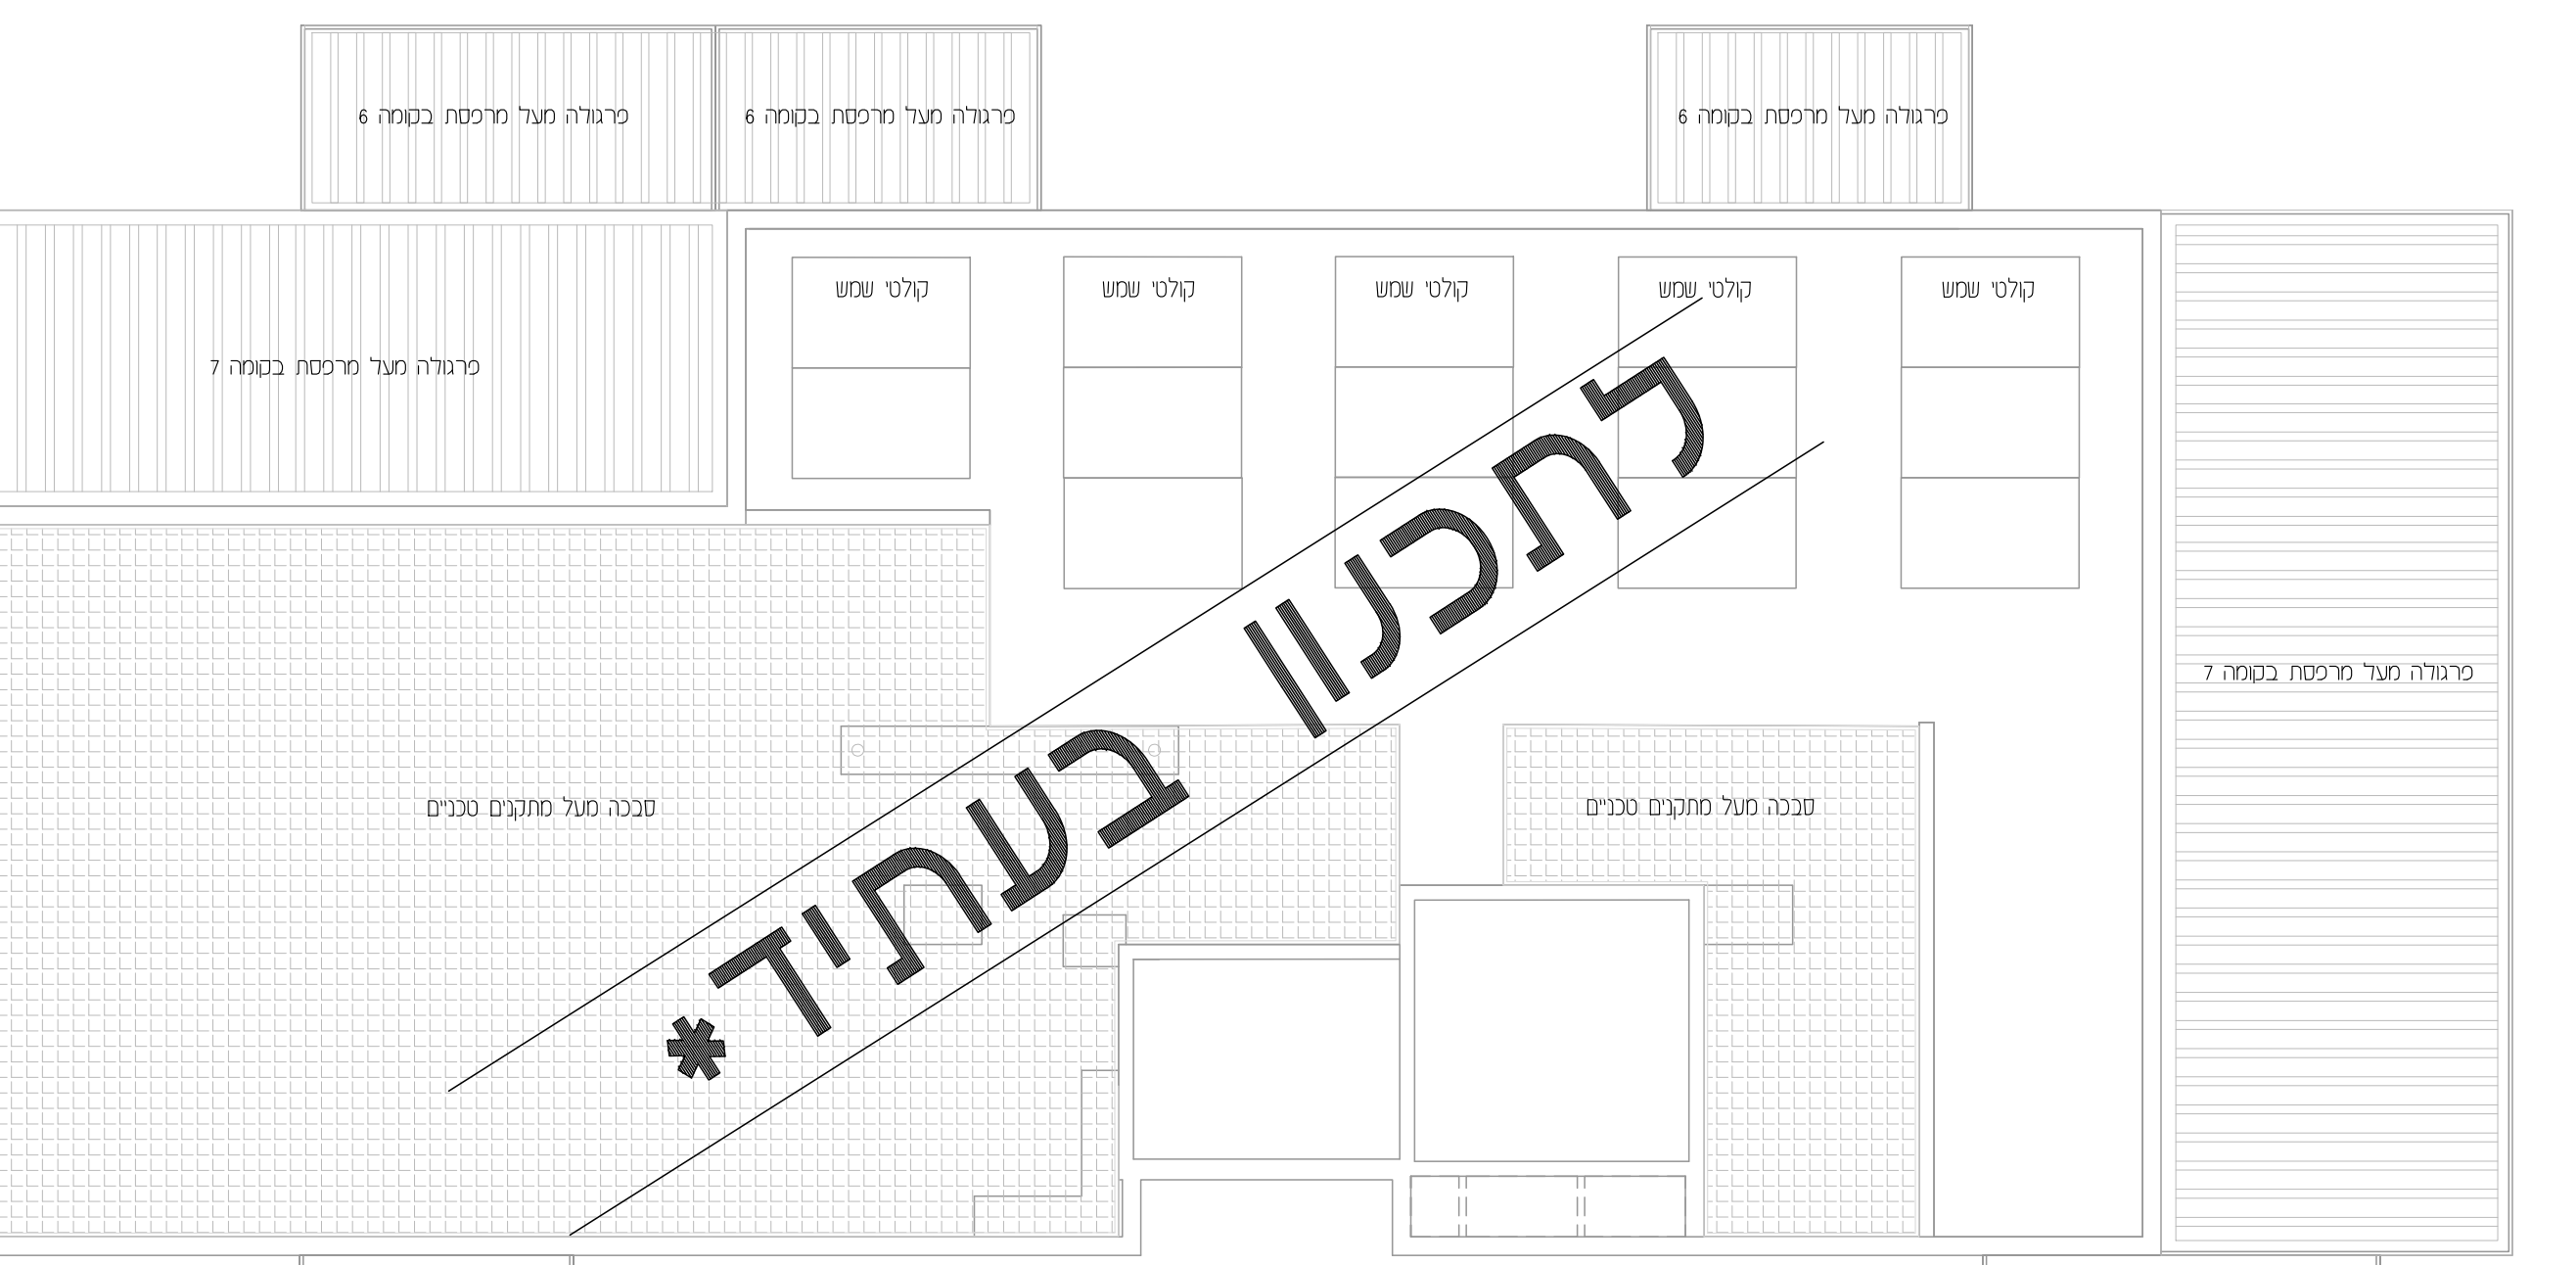 פרגולה מעל מרפסת בקומה 6
פרגולה מעל מרפסת בקומה 6
פרגולה מעל מרפסת בקומה 6
קולטי שמש
קולטי שמש
קולטי שמש
קולטי שמש
קולטי שמש
פרגולה מעל מרפסת בקומה 7
פרגולה מעל מרפסת בקומה 7
סבכה מעל מתקנים טכניים
סבכה מעל מתקנים טכניים
לתכנון בעתיד*